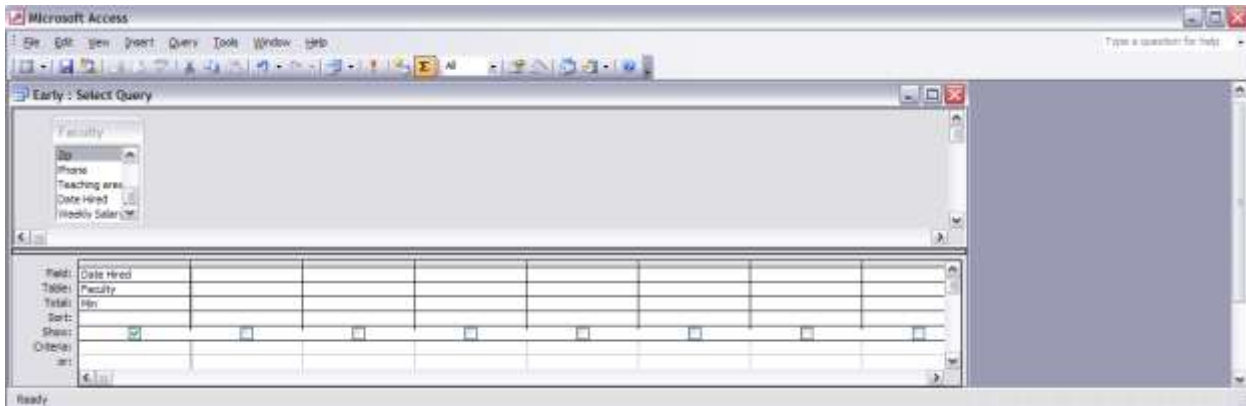 Microsoft Access
File Edit View Insert Query Tools Window Help
Type a question for help
All
Early : Select Query
Faculty
Zip
Phone
Teaching area
Date Hired
Weekly Salary
Field: Date Hired
Table: Faculty
Total: Min
Sort:
Show:
Criteria:
or:
Ready